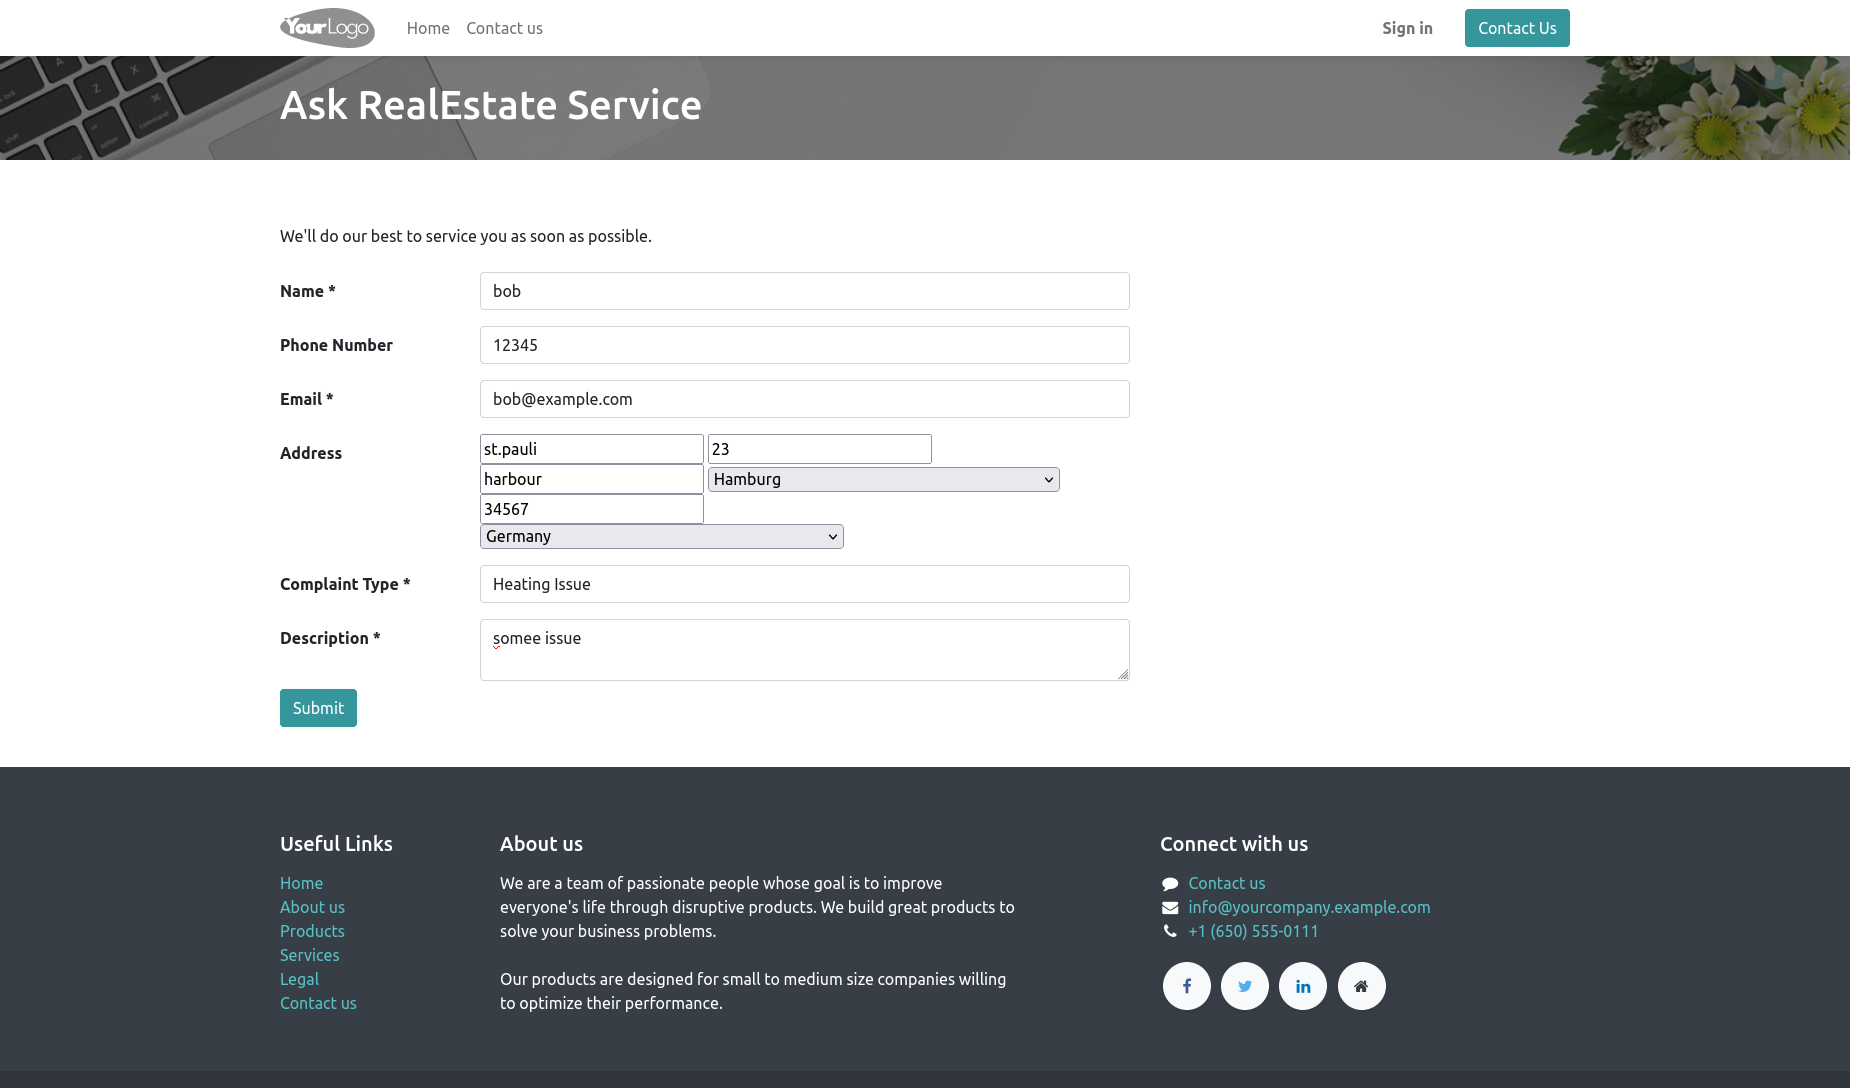 YourLogo Home Contact us Sign in Contact Us
Z X
⌘
alt
option command
Ask RealEstate Service
We'll do our best to service you as soon as possible.
Name * bob
Phone Number 12345
Email * bob@example.com
Address st.pauli 23
harbour Hamburg
34567
Germany
Complaint Type * Heating Issue
Description * somee issue
Submit
Useful Links
Home
About us
Products
Services
Legal
Contact us
About us
We are a team of passionate people whose goal is to improve
everyone's life through disruptive products. We build great products to
solve your business problems.
Our products are designed for small to medium size companies willing
to optimize their performance.
Connect with us
Contact us
info@yourcompany.example.com
+1 (650) 555-0111